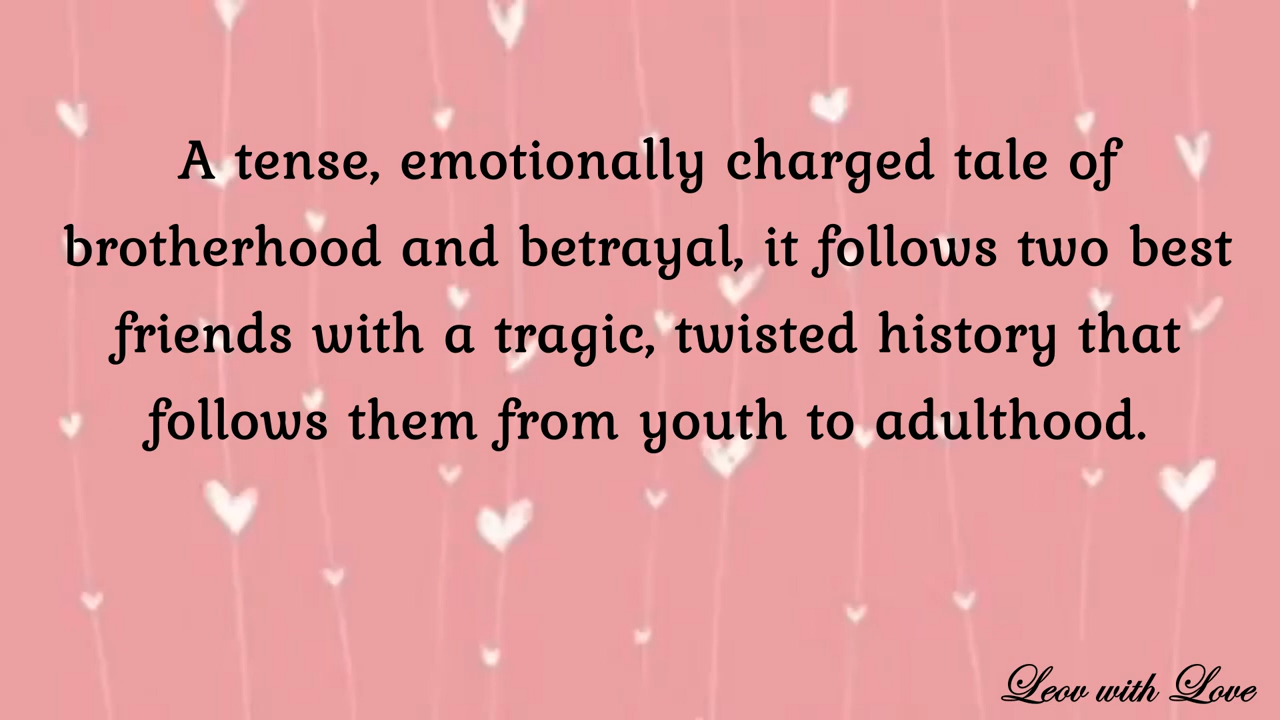 A tense, emotionally charged tale of
brotherhood and betrayal, it follows two best
friends with a tragic, twisted history that
follows them from youth to adulthood.
Leov with Love